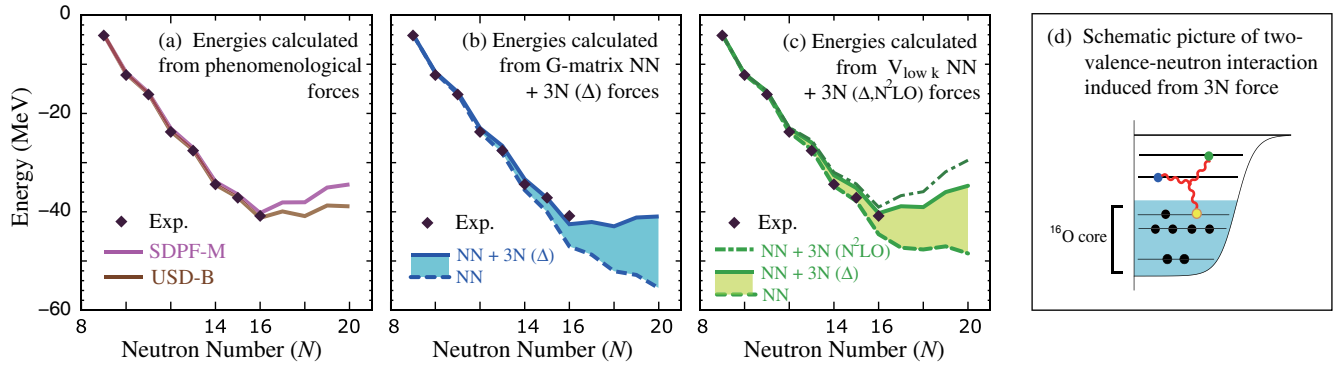 0
−20
−40
−60
Energy (MeV)
(a) Energies calculated
from phenomenological
forces
Exp.
SDPF-M
USD-B
8
14
16
20
Neutron Number (N)
(b) Energies calculated
from G-matrix NN
+ 3N (Δ) forces
Exp.
NN + 3N (Δ)
NN
8
14
16
20
Neutron Number (N)
(c) Energies calculated
from V low k NN
+ 3N (Δ,N²LO) forces
Exp.
NN + 3N (N²LO)
NN + 3N (Δ)
NN
8
14
16
20
Neutron Number (N)
(d) Schematic picture of two-
valence-neutron interaction
induced from 3N force
¹⁶O core